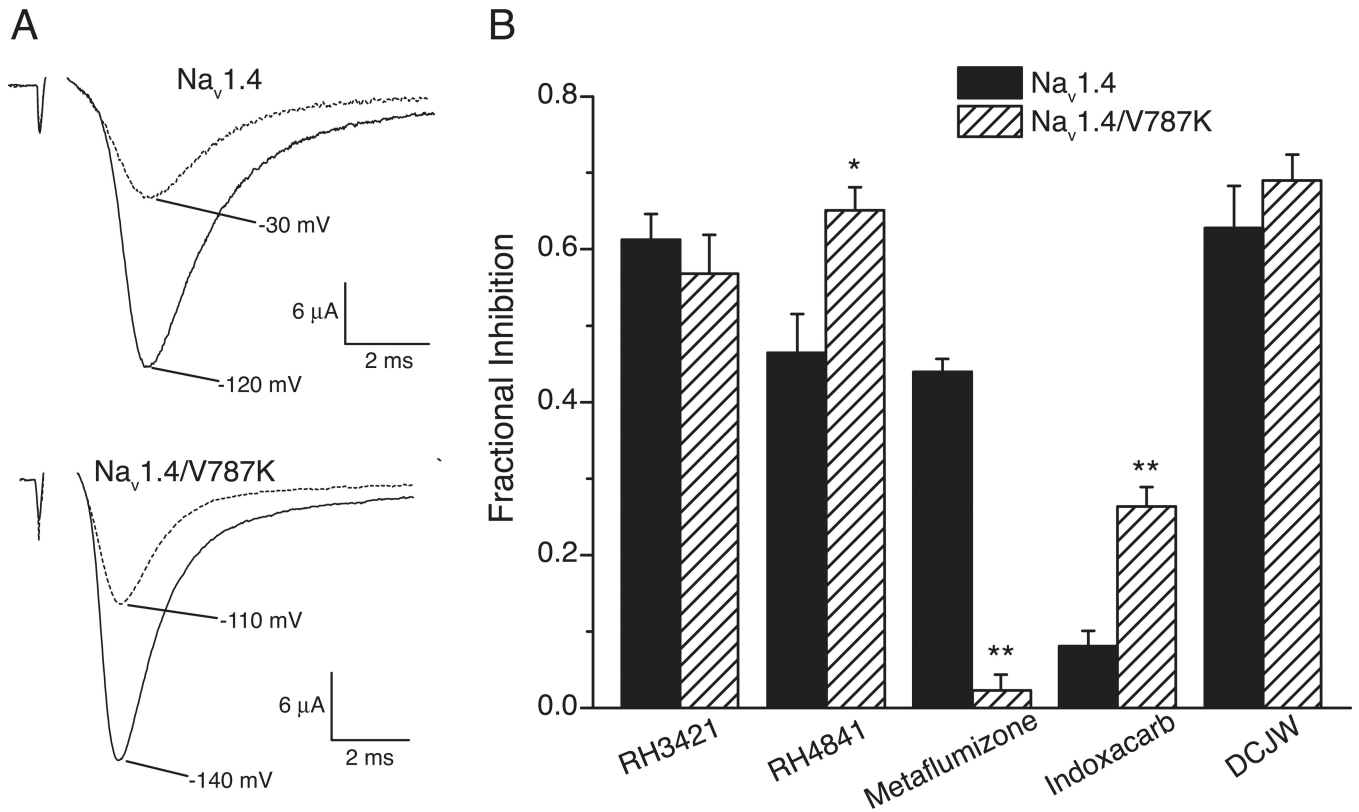 A
Nav1.4
-30 mV
6 μA
2 ms
-120 mV
Nav1.4/V787K
-110 mV
6 μA
2 ms
-140 mV
B
Nav1.4
Nav1.4/V787K
Fractional Inhibition
0.8
0.6
0.4
0.2
0.0
*
**
**
RH3421
RH4841
Metaflumizone
Indoxacarb
DCJW